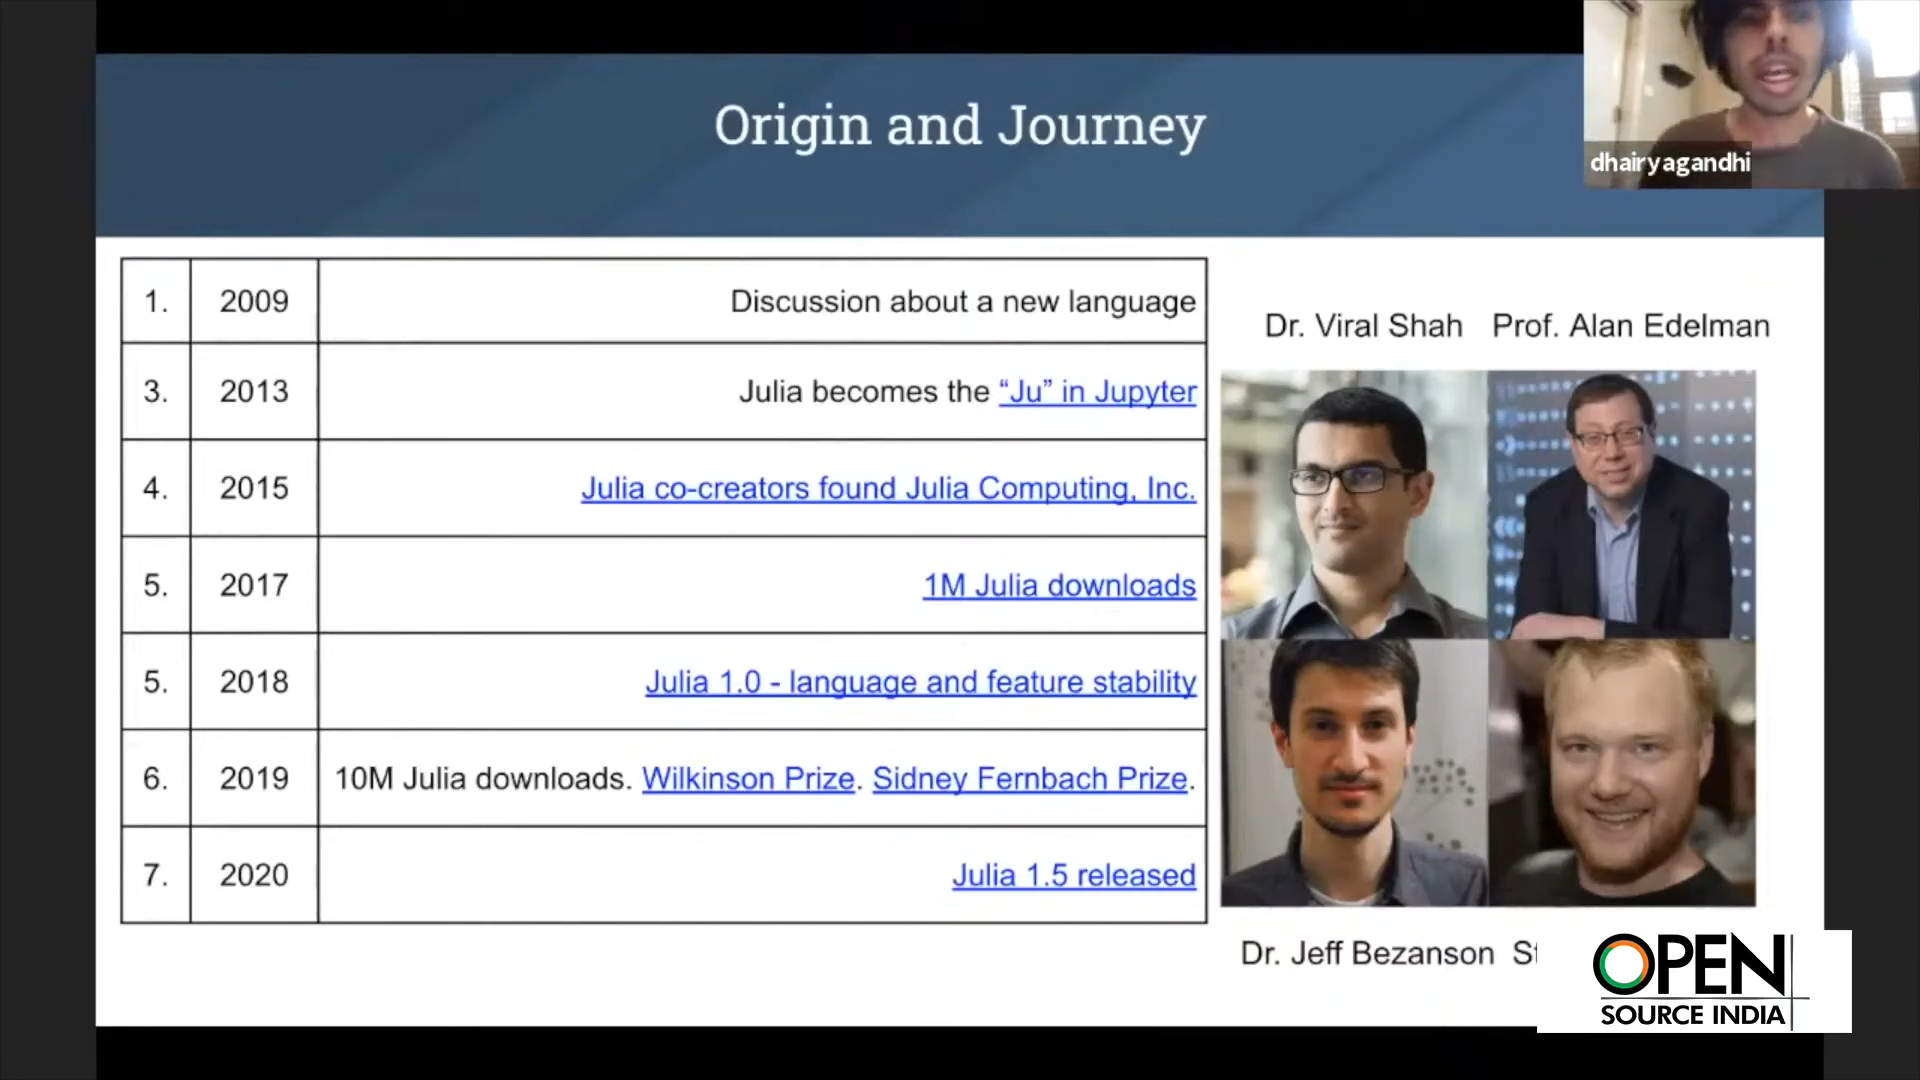 Origin and Journey
dhairyagandhi
1. 2009 Discussion about a new language
3. 2013 Julia becomes the “Ju” in Jupyter
4. 2015 Julia co-creators found Julia Computing, Inc.
5. 2017 1M Julia downloads
5. 2018 Julia 1.0 - language and feature stability
6. 2019 10M Julia downloads. Wilkinson Prize. Sidney Fernbach Prize.
7. 2020 Julia 1.5 released
Dr. Viral Shah Prof. Alan Edelman
Dr. Jeff Bezanson
OPEN
SOURCE INDIA